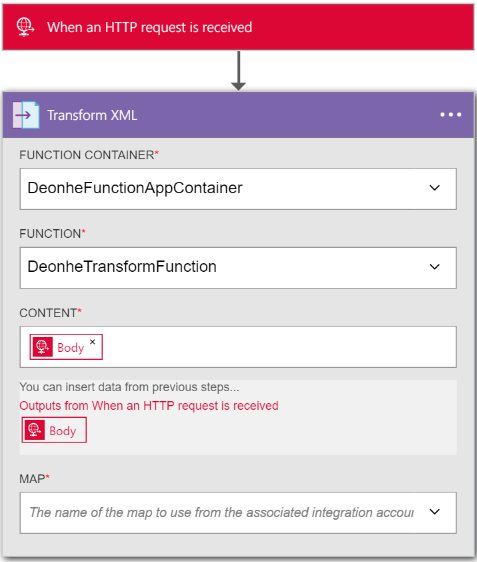 When an HTTP request is received
Transform XML
FUNCTION CONTAINER*
DeonheFunctionAppContainer
FUNCTION*
DeonheTransformFunction
CONTENT*
Body ×
You can insert data from previous steps...
Outputs from When an HTTP request is received
Body
MAP*
The name of the map to use from the associated integration accou